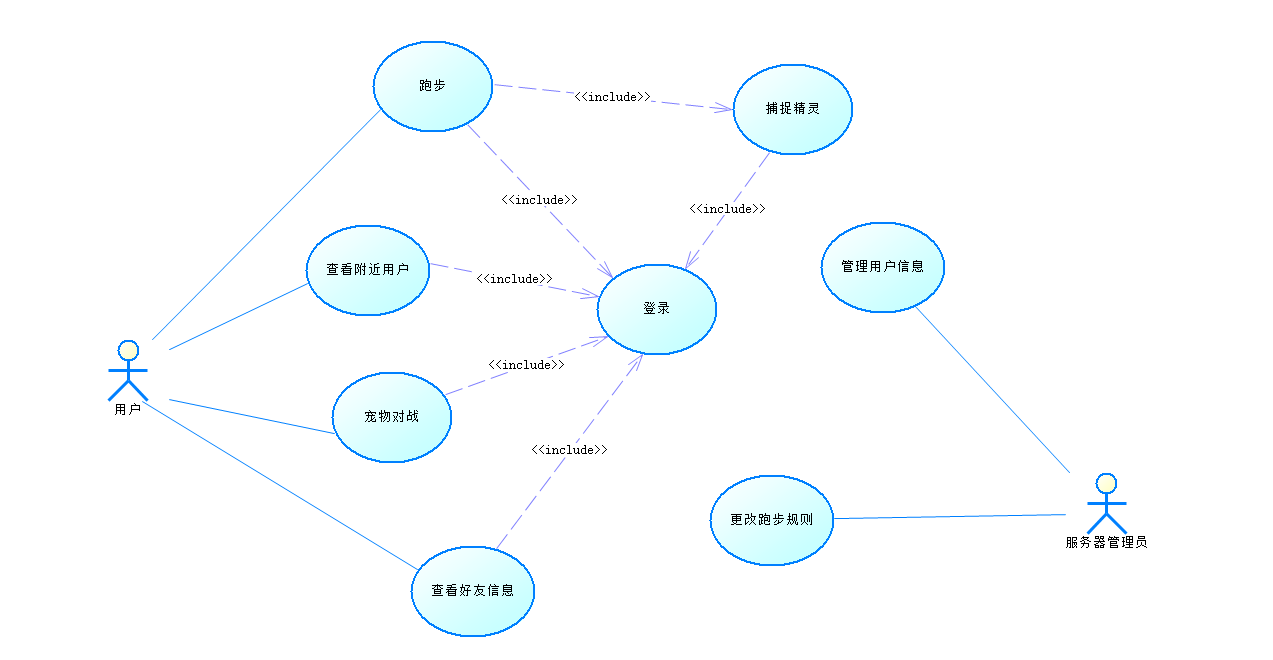 跑步
<<include>>
捕捉精灵
<<include>>
<<include>>
查看附近用户
<<include>>
管理用户信息
登录
<<include>>
用户
宠物对战
<<include>>
更改跑步规则
服务器管理员
查看好友信息